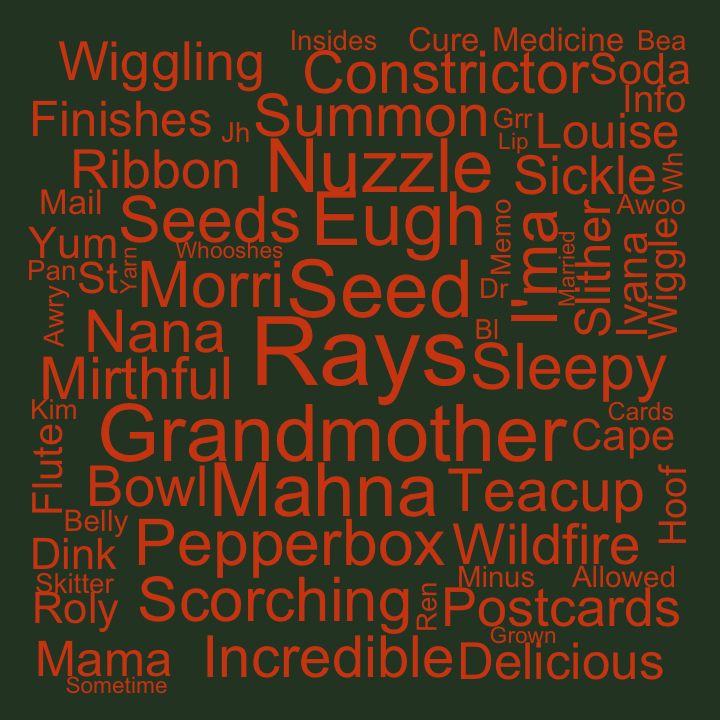 Insides
Cure
Medicine
Bea
Wiggling
Constrictor
Soda
Info
Finishes
Jh
Summon
Grr
Lip
Louise
Ribbon
Nuzzle
Sickle
Wh
Mail
Seeds
Eugh
Memo
I'ma
Married
Slither
Awoo
Ivana
Wiggle
Yum
Whooshes
Pan
St
Yarn
Morri
Seed
Dr
Awry
Nana
Rays
Bl
Sleepy
Mirthful
Kim
Grandmother
Cards
Cape
Flute
Bowl
Mahna
Teacup
Hoof
Belly
Pepperbox
Wildfire
Dink
Skitter
Minus
Allowed
Roly
Scorching
Ren
Postcards
Grown
Mama
Incredible
Delicious
Sometime